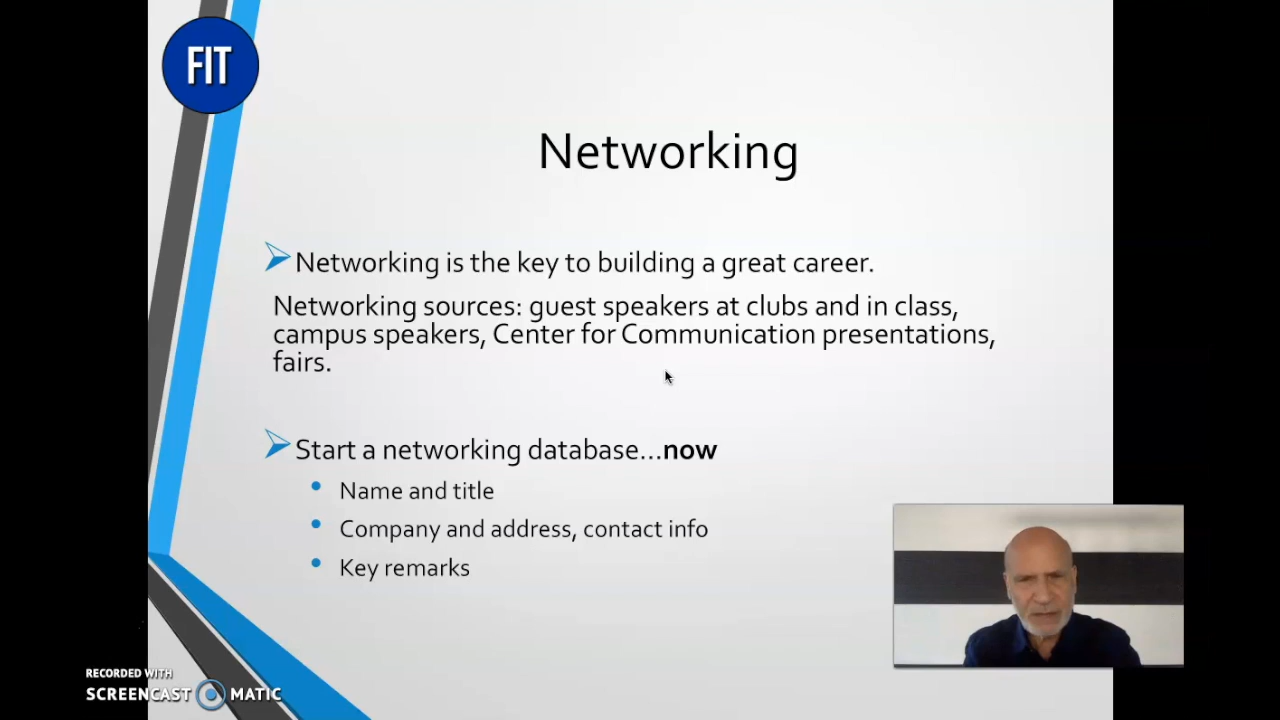 FIT
Networking
Networking is the key to building a great career.
Networking sources: guest speakers at clubs and in class,
campus speakers, Center for Communication presentations,
fairs.
Start a networking database...now
Name and title
Company and address, contact info
Key remarks
RECORDED WITH
SCREENCAST MATIC